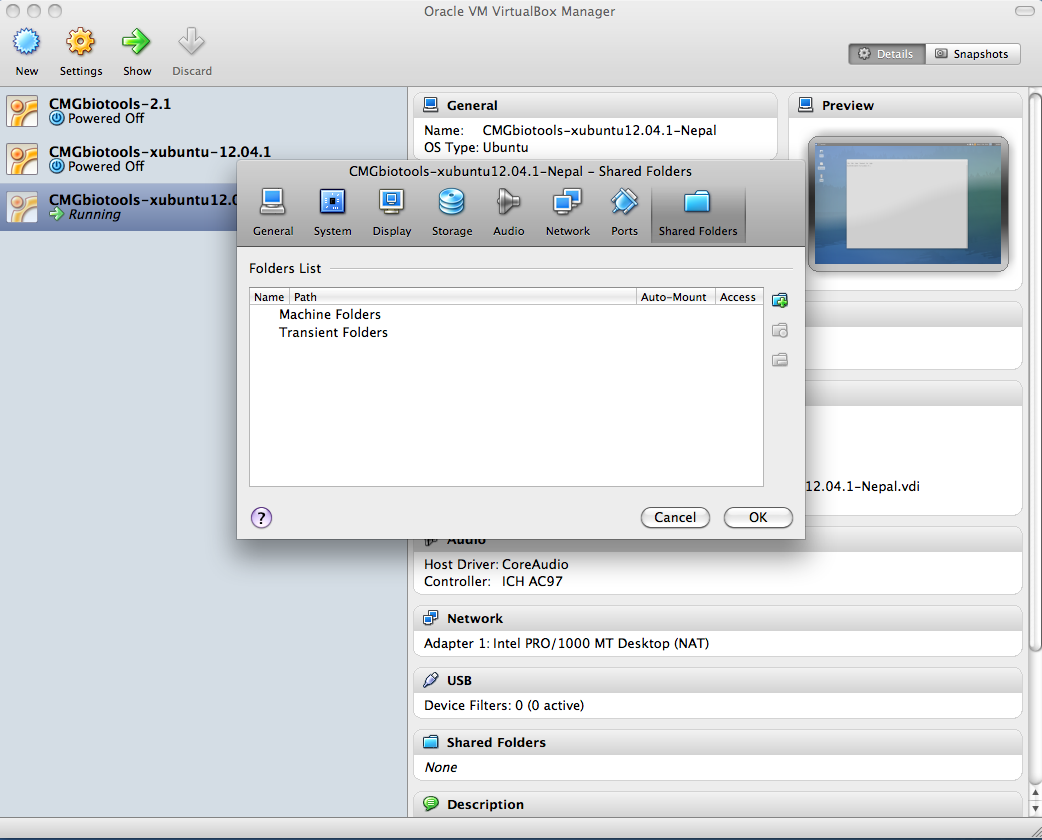 Oracle VM VirtualBox Manager
New Settings Show Discard
Details Snapshots
CMGbiotools-2.1
Powered Off
CMGbiotools-xubuntu-12.04.1
Powered Off
CMGbiotools-xubuntu12.0
Running
General
Name: CMGbiotools-xubuntu12.04.1-Nepal
OS Type: Ubuntu
Preview
CMGbiotools-xubuntu12.04.1-Nepal – Shared Folders
General System Display Storage Audio Network Ports Shared Folders
Folders List
Name Path Auto-Mount Access
Machine Folders
Transient Folders
?
Cancel OK
12.04.1-Nepal.vdi
Audio
Host Driver: CoreAudio
Controller: ICH AC97
Network
Adapter 1: Intel PRO/1000 MT Desktop (NAT)
USB
Device Filters: 0 (0 active)
Shared Folders
None
Description